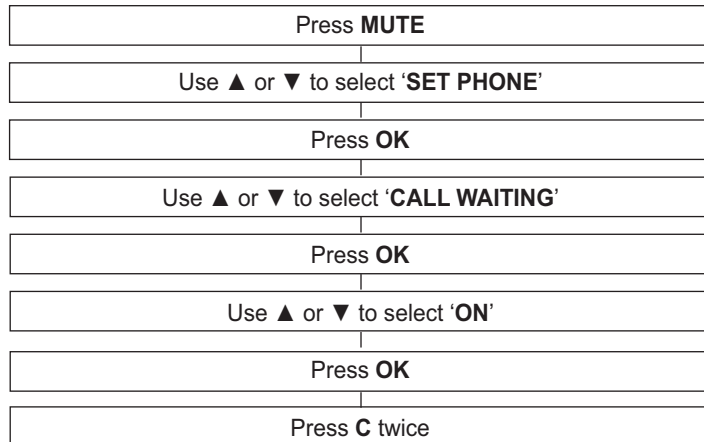 Press MUTE
Use ▲ or ▼ to select ‘SET PHONE’
Press OK
Use ▲ or ▼ to select ‘CALL WAITING’
Press OK
Use ▲ or ▼ to select ‘ON’
Press OK
Press C twice